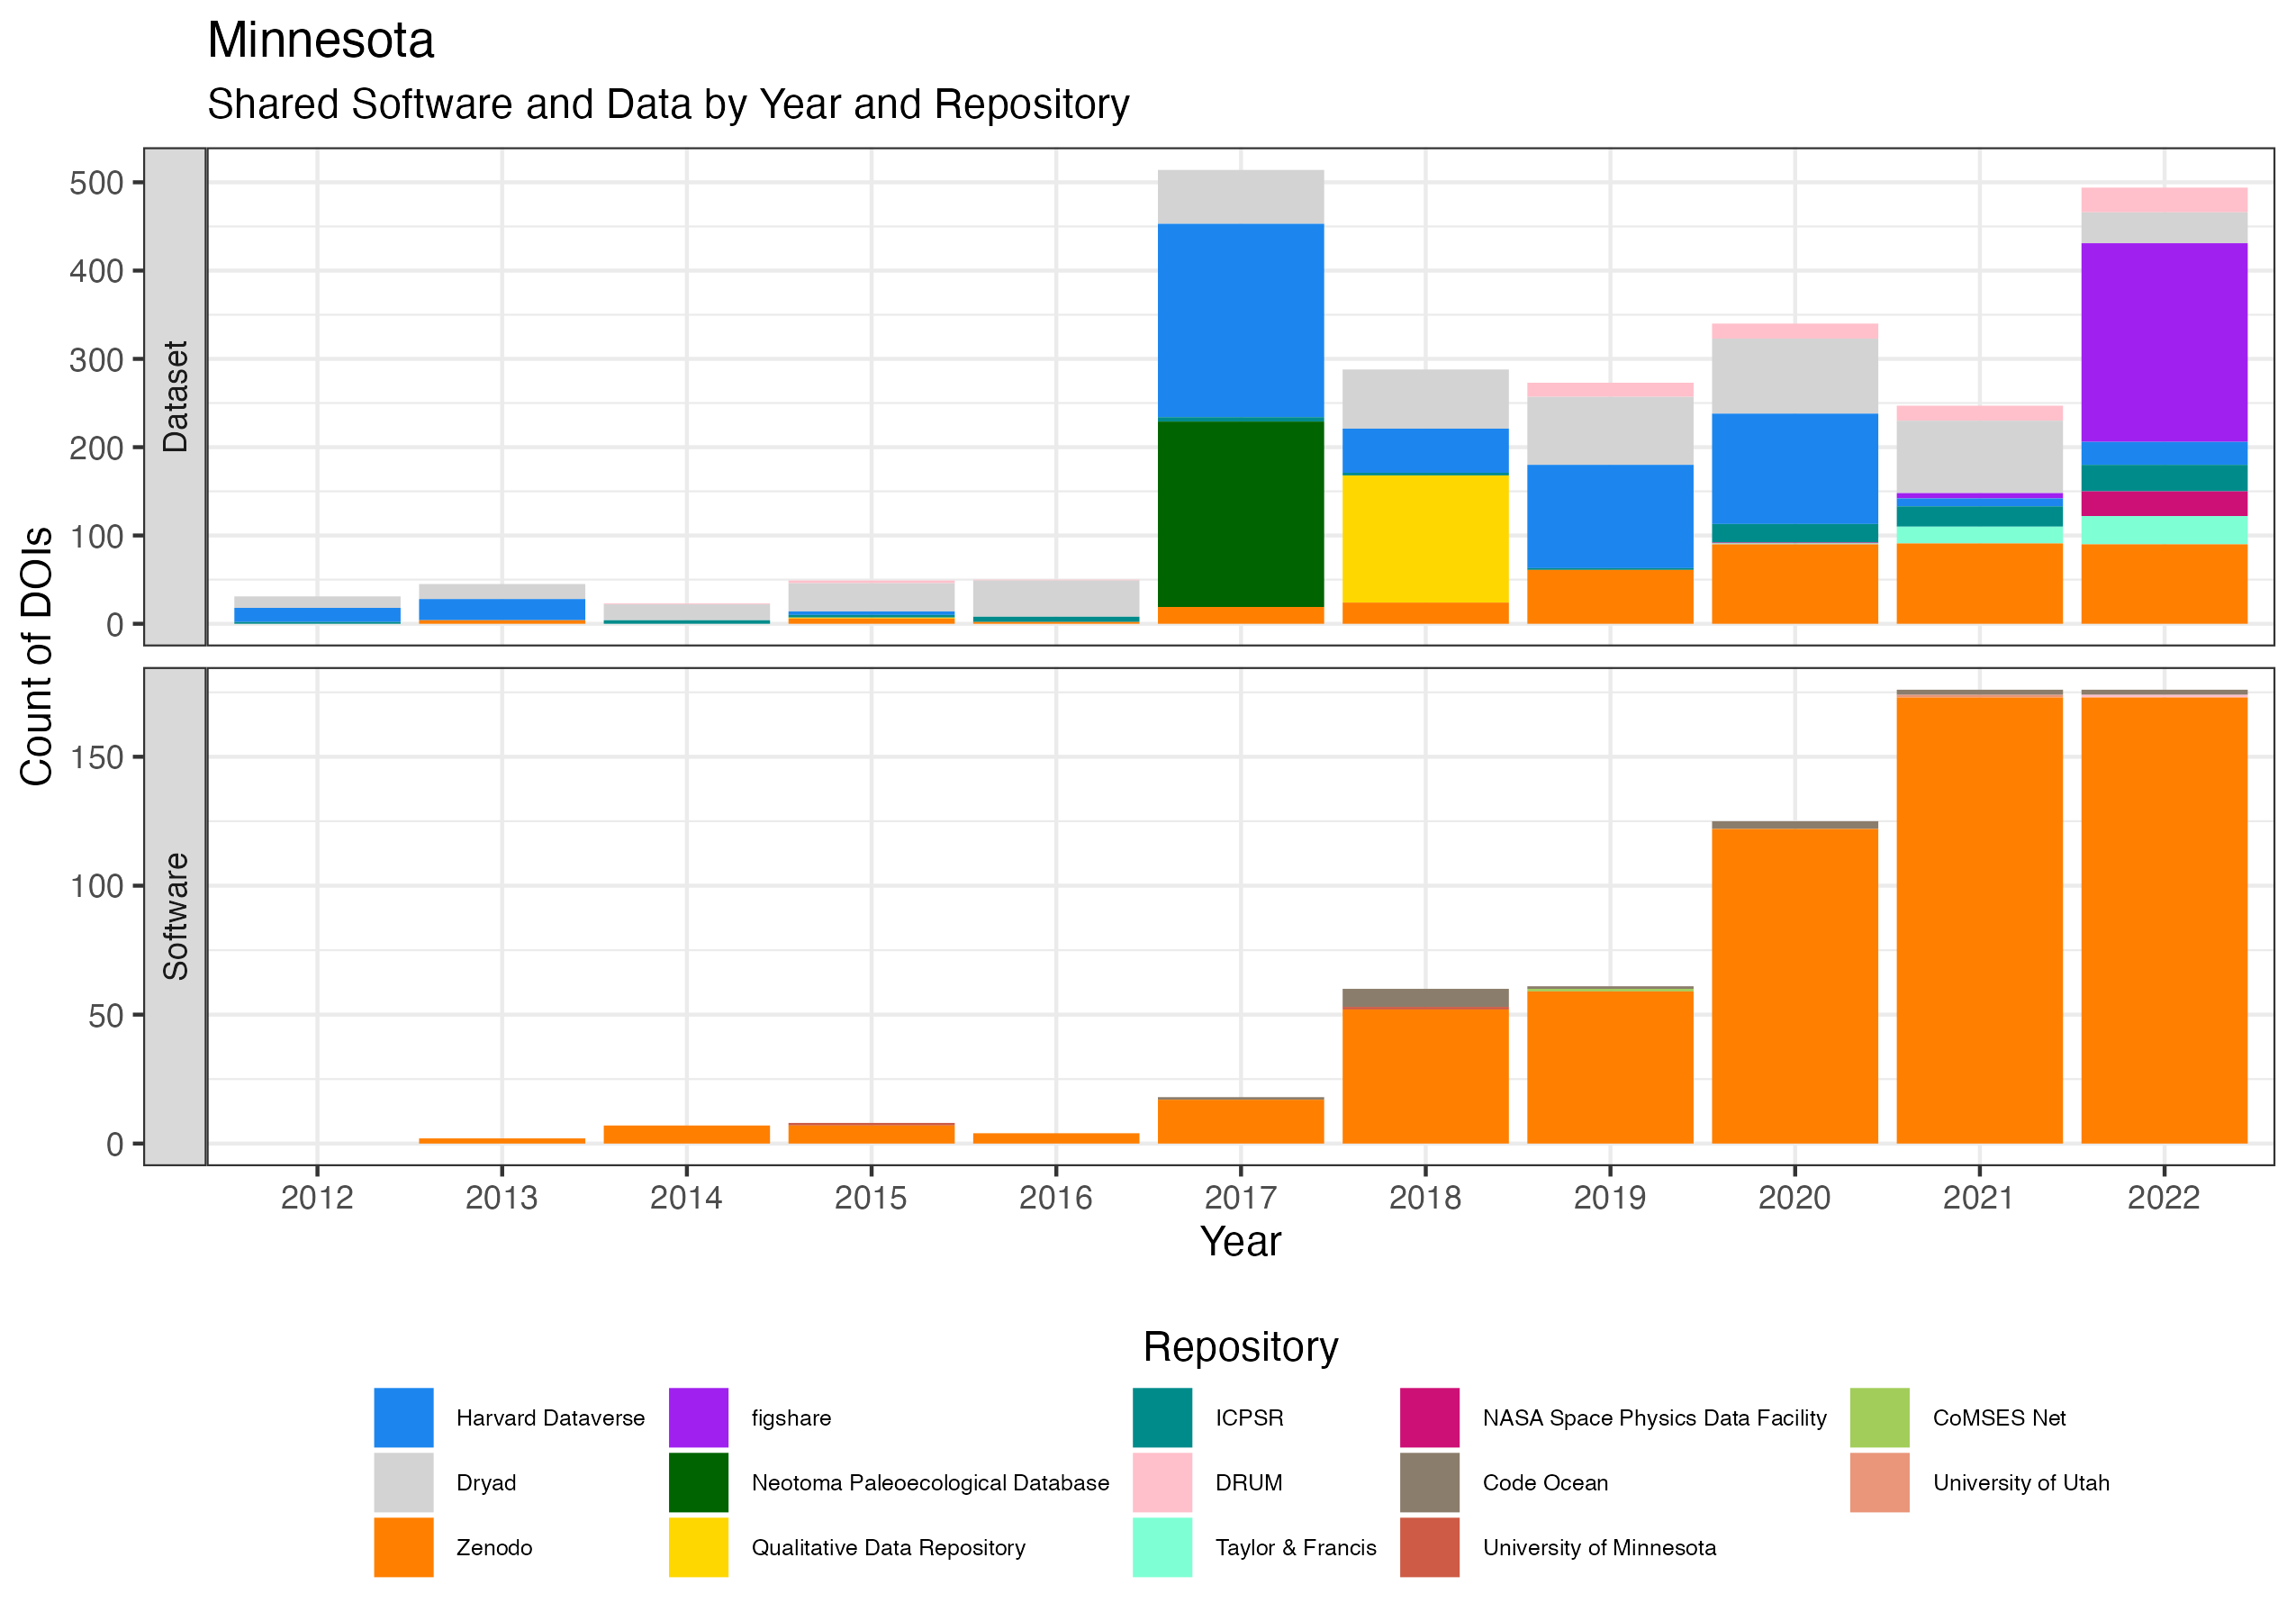 Minnesota
Shared Software and Data by Year and Repository
Count of DOIs
Dataset
500
400
300
200
100
0
Software
150
100
50
0
2012 2013 2014 2015 2016 2017 2018 2019 2020 2021 2022
Year
Repository
Harvard Dataverse figshare ICPSR NASA Space Physics Data Facility CoMSES Net
Dryad Neotoma Paleoecological Database DRUM Code Ocean University of Utah
Zenodo Qualitative Data Repository Taylor & Francis University of Minnesota